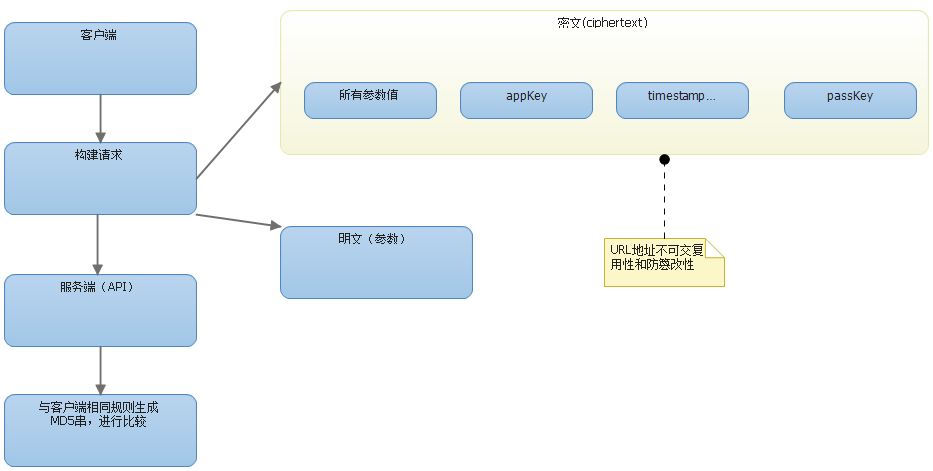 客户端
密文(ciphertext)
所有参数值
appKey
timestamp...
passKey
构建请求
明文（参数）
URL地址不可交复
用性和防篡改性
服务端（API）
与客户端相同规则生成
MD5串，进行比较